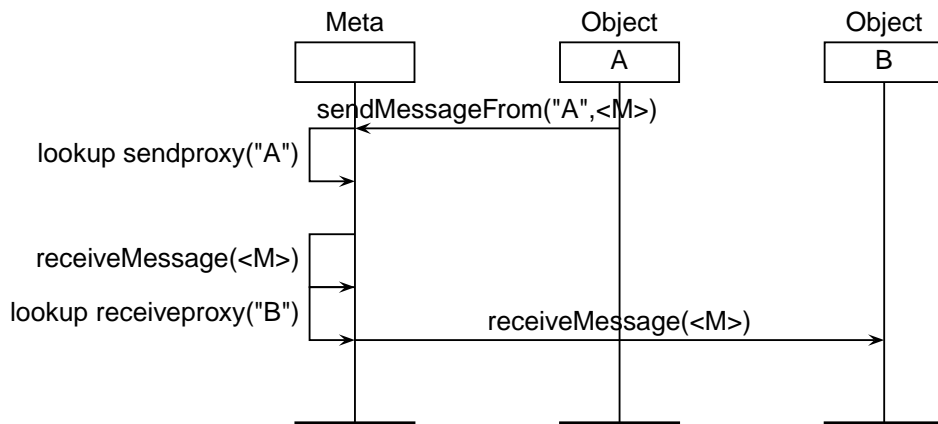 Meta
Object
Object
A
B
sendMessageFrom("A",<M>)
lookup sendproxy("A")
receiveMessage(<M>)
lookup receiveproxy("B")
receiveMessage(<M>)